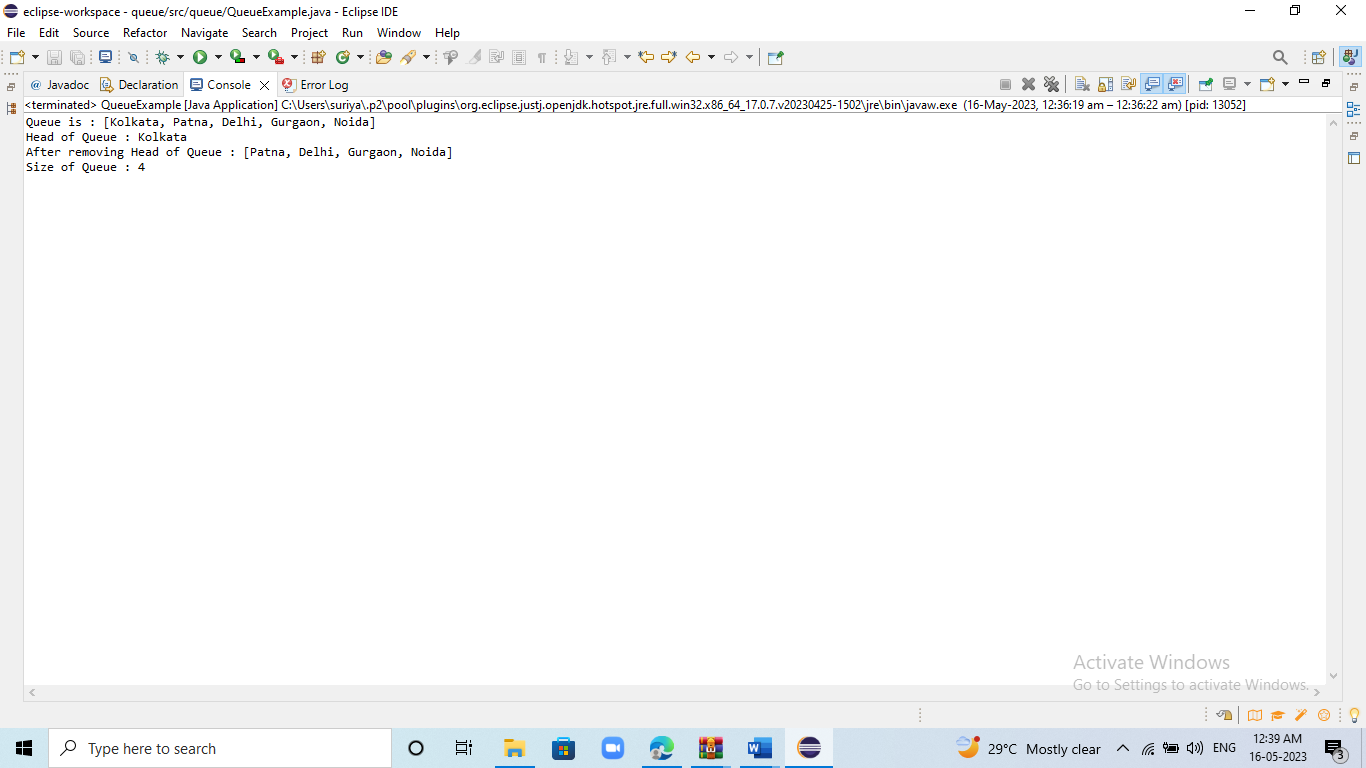 eclipse-workspace - queue/src/queue/QueueExample.java - Eclipse IDE
File Edit Source Refactor Navigate Search Project Run Window Help
@ Javadoc Declaration Console Error Log
<terminated> QueueExample [Java Application] C:\Users\suriya\.p2\pool\plugins\org.eclipse.justj.openjdk.hotspot.jre.full.win32.x86_64_17.0.7.v20230425-1502\jre\bin\javaw.exe (16-May-2023, 12:36:19 am – 12:36:22 am) [pid: 13052]
Queue is : [Kolkata, Patna, Delhi, Gurgaon, Noida]
Head of Queue : Kolkata
After removing Head of Queue : [Patna, Delhi, Gurgaon, Noida]
Size of Queue : 4
Activate Windows
Go to Settings to activate Windows.
Type here to search
29°C Mostly clear
ENG
12:39 AM
16-05-2023
3